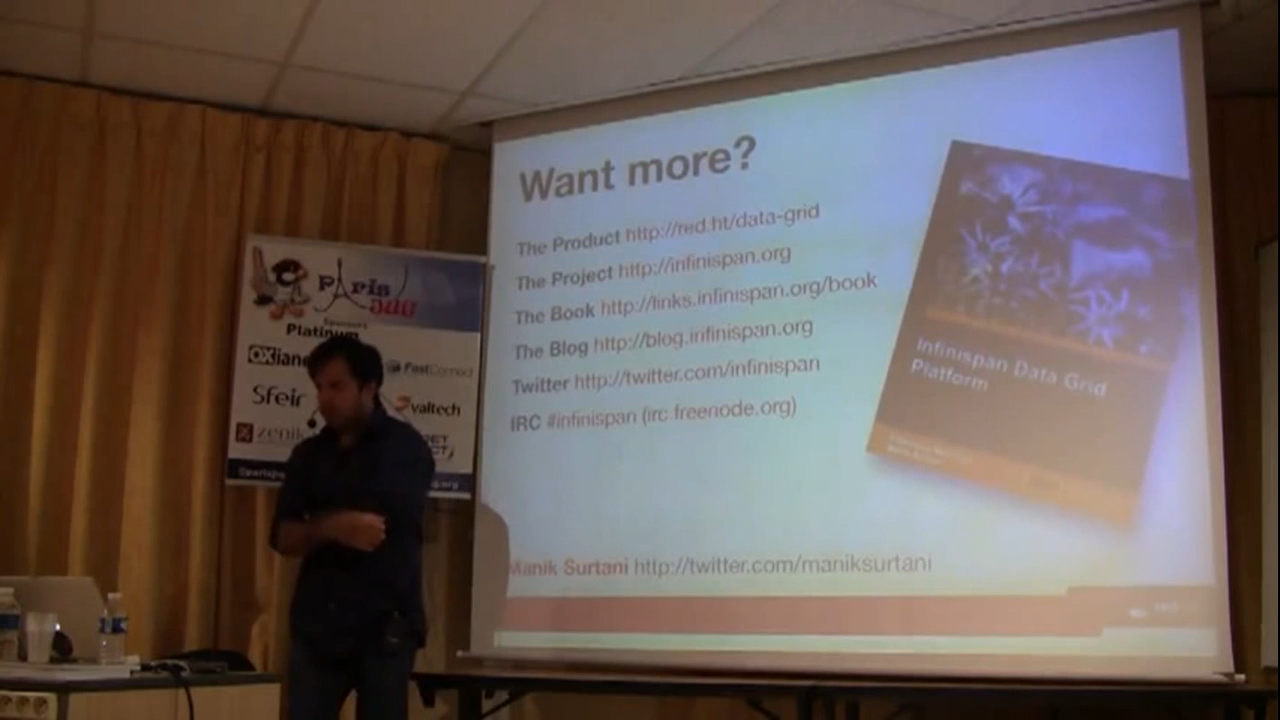 Want more?
The Product http://red.ht/data-grid
The Project http://infinispan.org
The Book http://links.infinispan.org/book
The Blog http://blog.infinispan.org
Twitter http://twitter.com/infinispan
IRC #infinispan (irc.freenode.org)
Manik Surtani http://twitter.com/maniksurtani
Infinispan Data Grid
Platform
Paris
JUG
Sponsors
Platinum
FastConnect
Sfeir
valtech